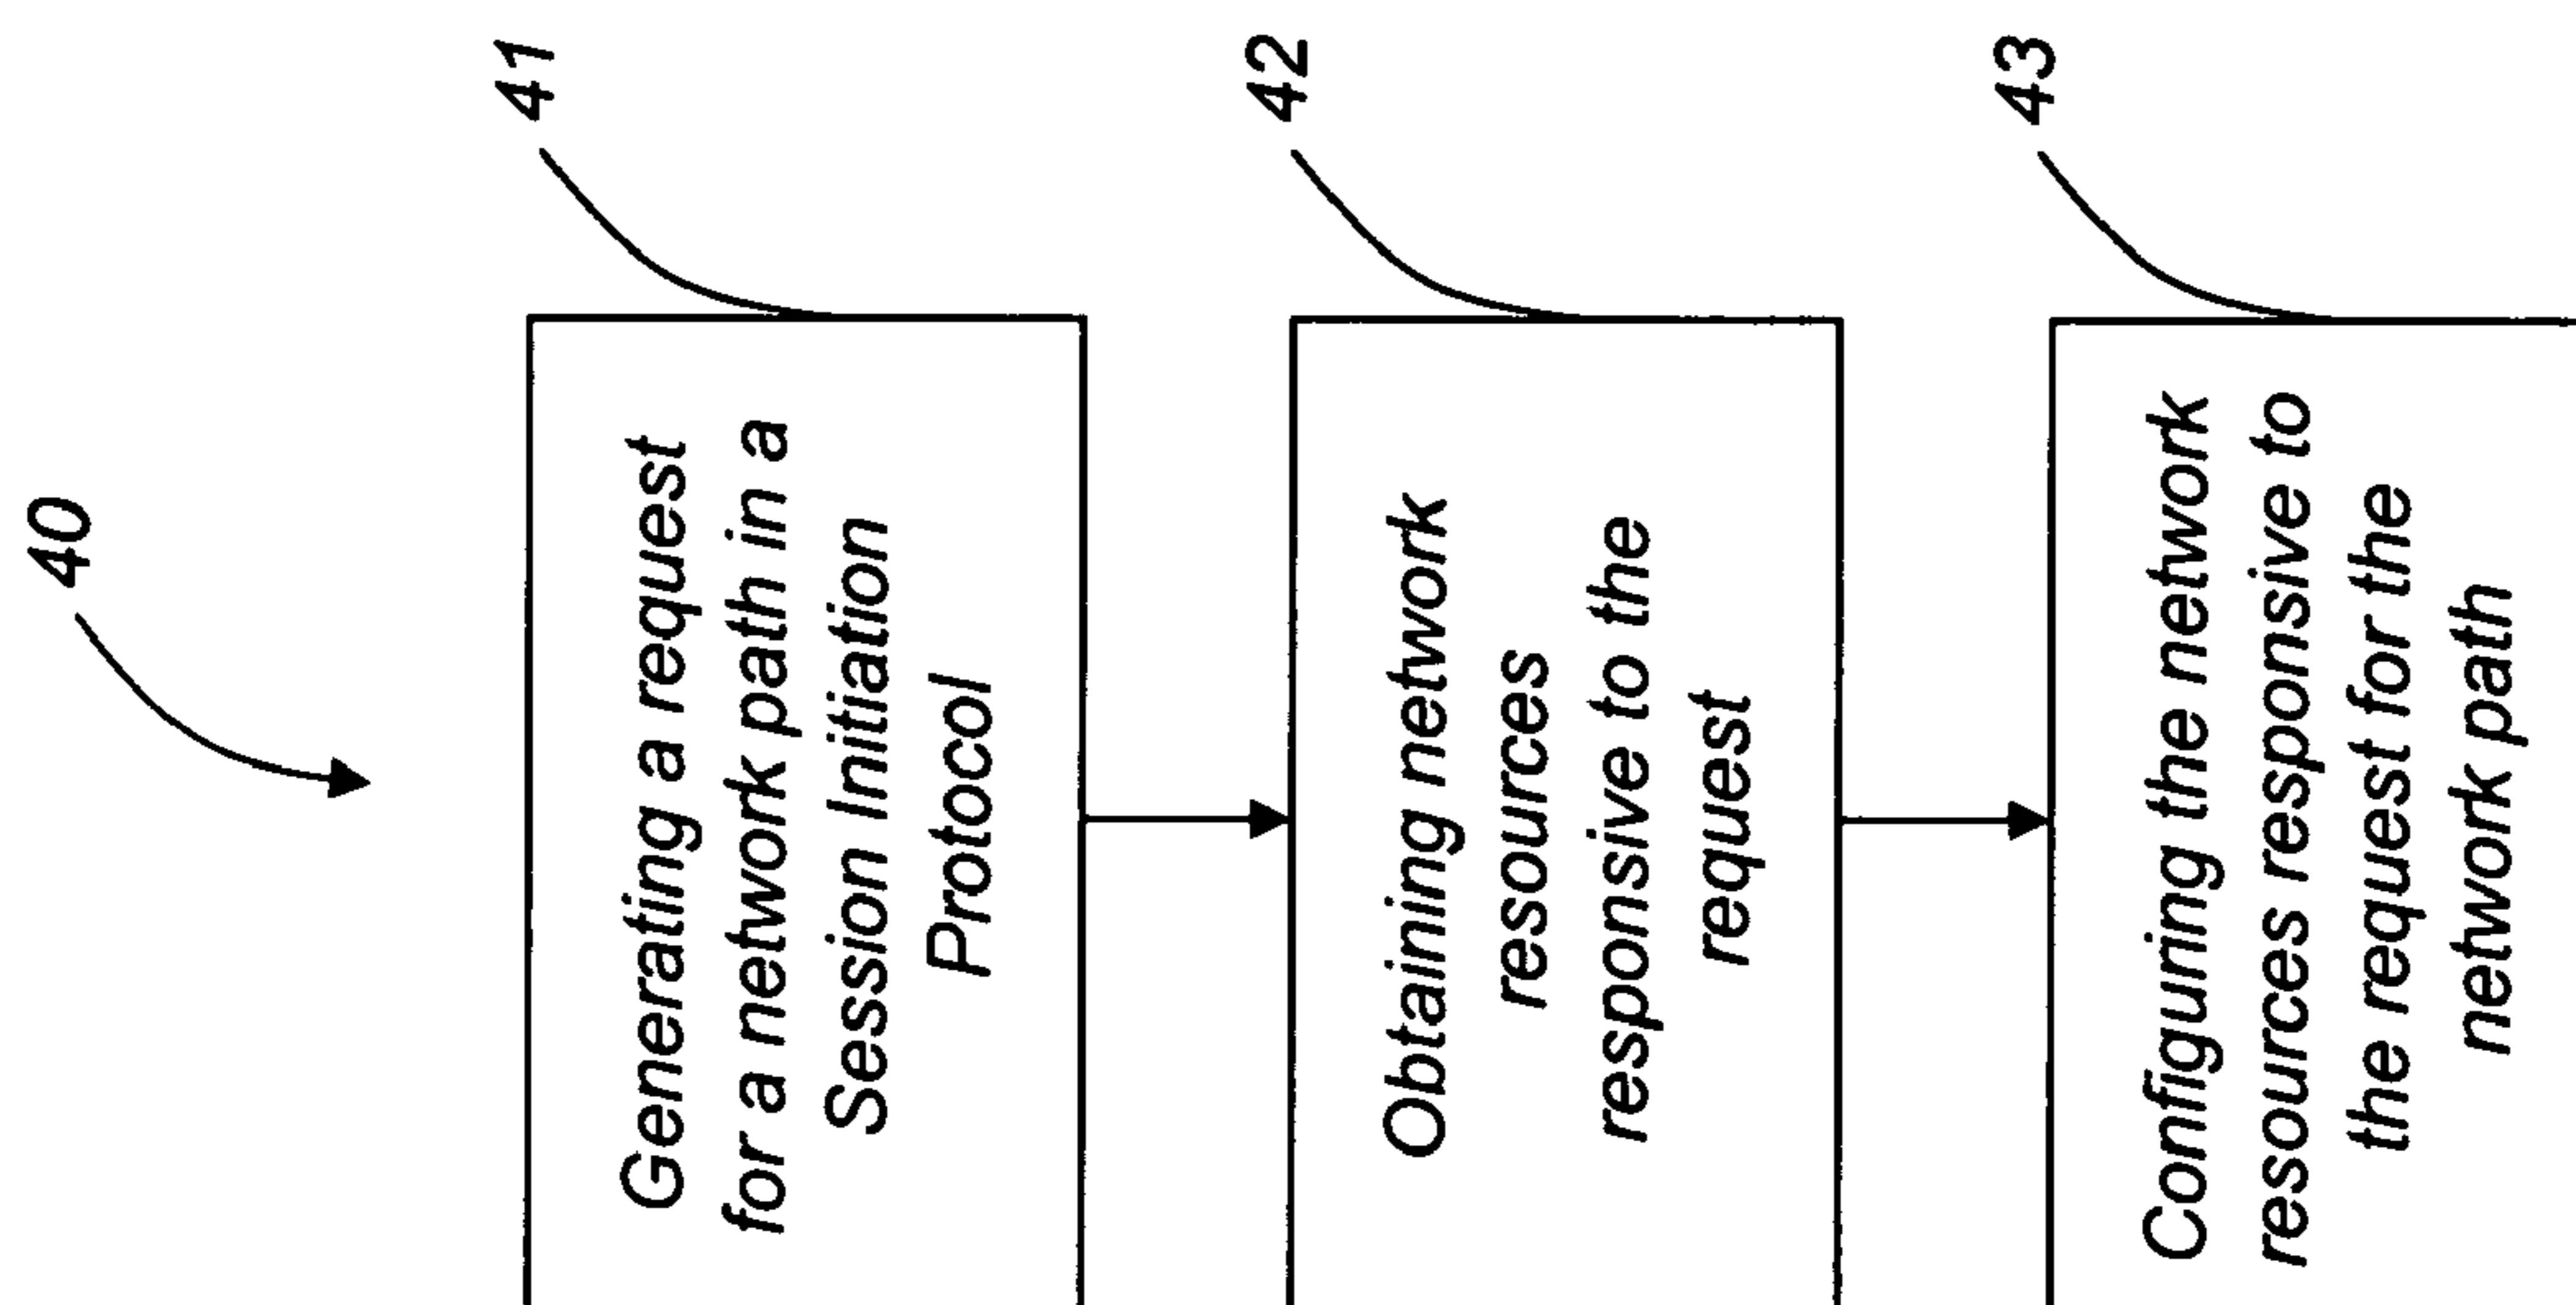 40
41
Generating a request
for a network path in a
Session Initiation
Protocol
42
Obtaining network
resources
responsive to the
request
43
Configuring the network
resources responsive to
the request for the
network path